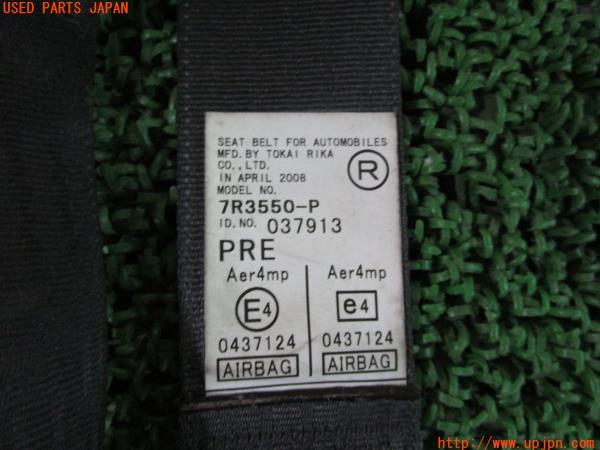 USED PARTS JAPAN
SEAT BELT FOR AUTOMOBILES
MFD. BY TOKAI RIKA
CO., LTD.
IN APRIL 2008
MODEL NO.
R
7R3550-P
ID.NO. 037913
PRE
Aer4mp Aer4mp
E4 e4
0437124 0437124
AIRBAG AIRBAG
http://www.upjpn.com/